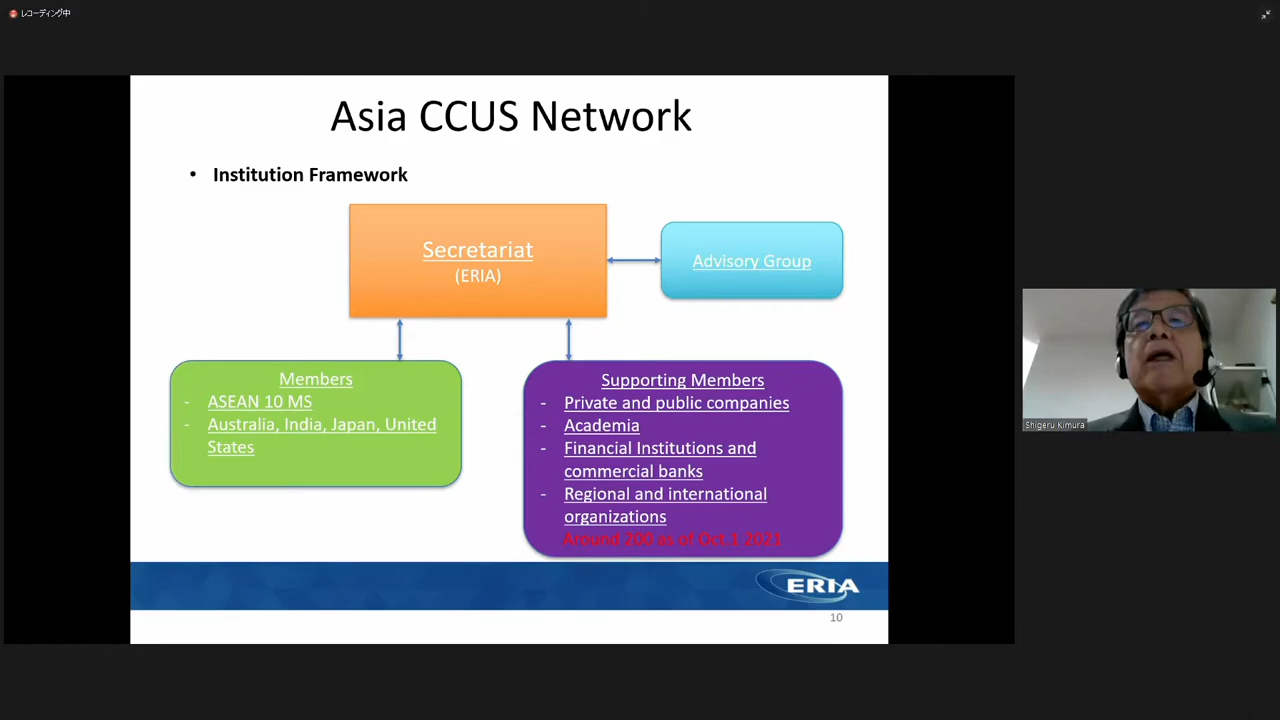 レコーディング中
Asia CCUS Network
• Institution Framework
Secretariat
(ERIA)
Advisory Group
Members
- ASEAN 10 MS
- Australia, India, Japan, United
States
Supporting Members
- Private and public companies
- Academia
- Financial Institutions and
commercial banks
- Regional and international
organizations
Around 200 as of Oct.1 2021
ERIA
10
Shigeru Kimura